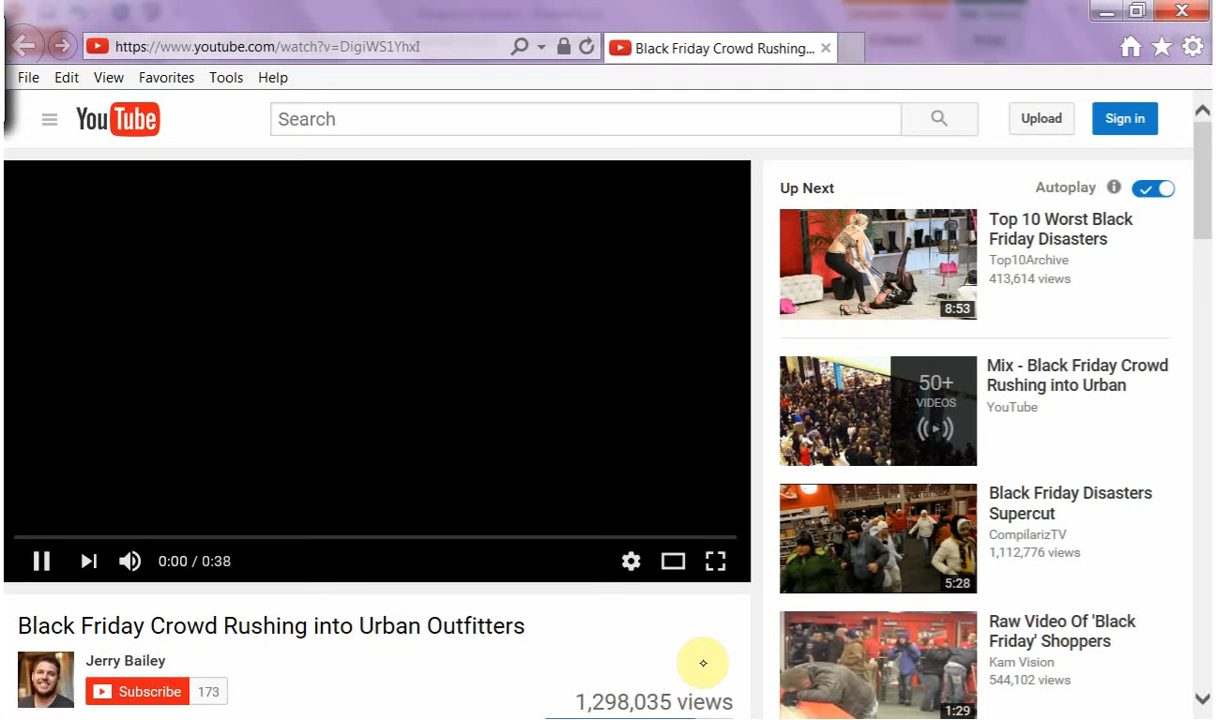 https://www.youtube.com/watch?v=DigiWS1YhxI
Black Friday Crowd Rushing...
File Edit View Favorites Tools Help
YouTube
Search
Upload
Sign in
Up Next
Autoplay
Top 10 Worst Black
Friday Disasters
Top10Archive
413,614 views
8:53
Mix - Black Friday Crowd
Rushing into Urban
YouTube
50+
VIDEOS
Black Friday Disasters
Supercut
CompilarizTV
1,112,776 views
5:28
Raw Video Of 'Black
Friday' Shoppers
Kam Vision
544,102 views
1:29
0:00 / 0:38
Black Friday Crowd Rushing into Urban Outfitters
Jerry Bailey
Subscribe 173
1,298,035 views